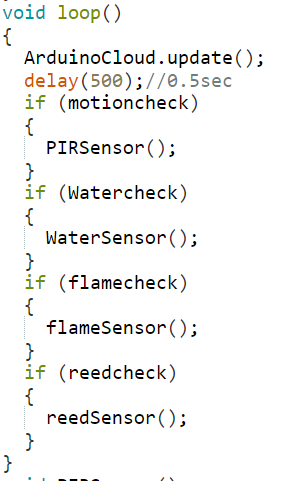 void loop()
{
  ArduinoCloud.update();
  delay(500);//0.5sec
  if (motioncheck)
  {
    PIRSensor();
  }
  if (Watercheck)
  {
    WaterSensor();
  }
  if (flamecheck)
  {
    flameSensor();
  }
  if (reedcheck)
  {
    reedSensor();
  }
}